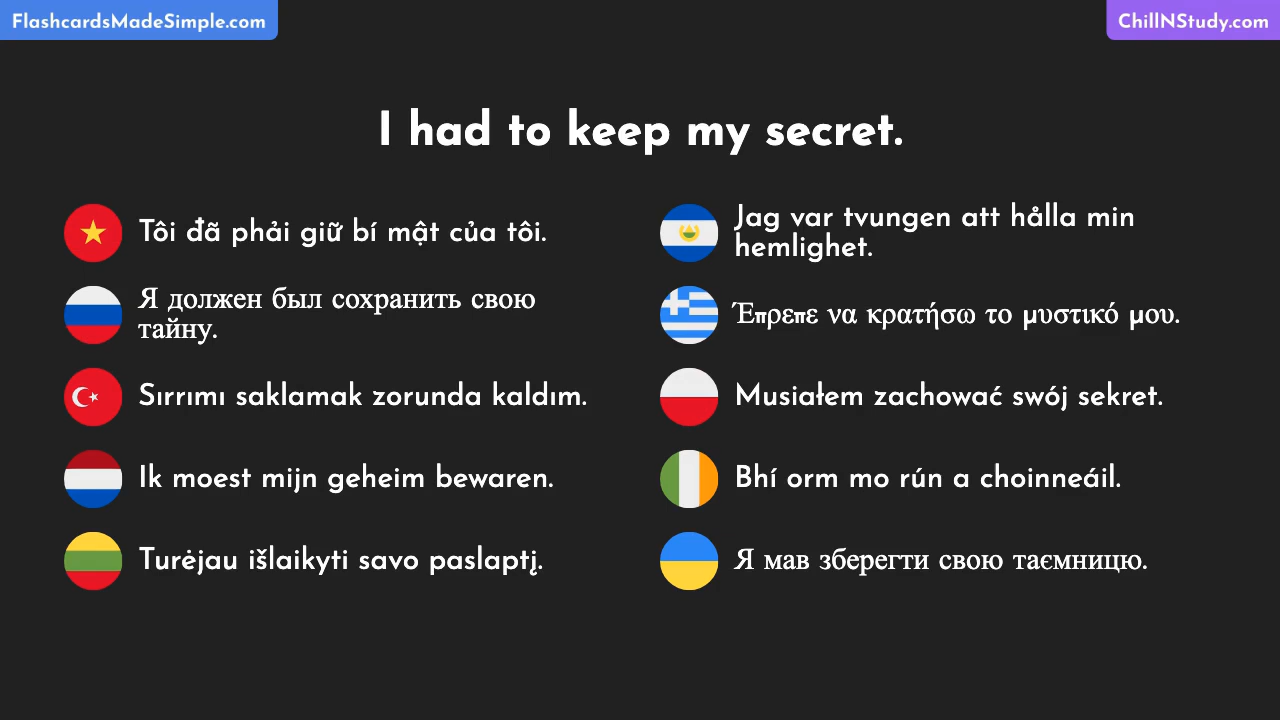 FlashcardsMadeSimple.com
ChillNStudy.com
I had to keep my secret.
Tôi đã phải giữ bí mật của tôi.
Jag var tvungen att hålla min
hemlighet.
Я должен был сохранить свою
тайну.
Έπρεπε να κρατήσω το μυστικό μου.
Sırrımı saklamak zorunda kaldım.
Musiałem zachować swój sekret.
Ik moest mijn geheim bewaren.
Bhí orm mo rún a choinneáil.
Turėjau išlaikyti savo paslaptį.
Я мав зберегти свою таємницю.